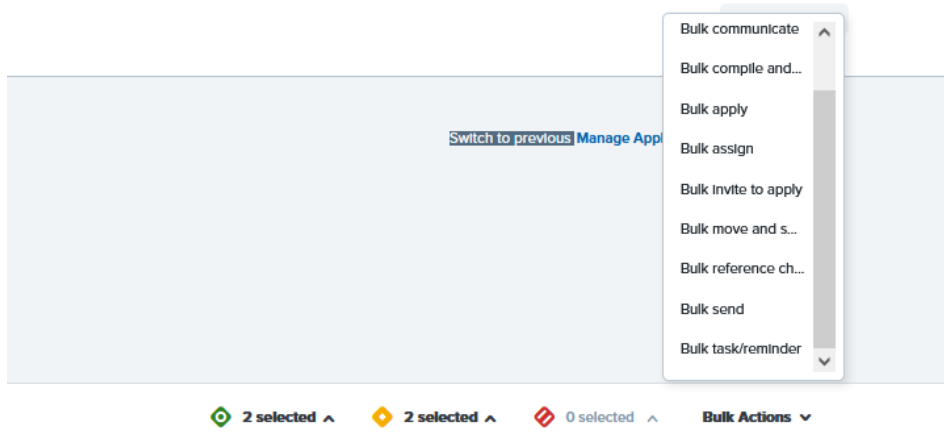 Bulk communicate
Bulk compile and...
Bulk apply
Switch to previous Manage Appl
Bulk assign
Bulk invite to apply
Bulk move and s...
Bulk reference ch...
Bulk send
Bulk task/reminder
2 selected
2 selected
0 selected
Bulk Actions